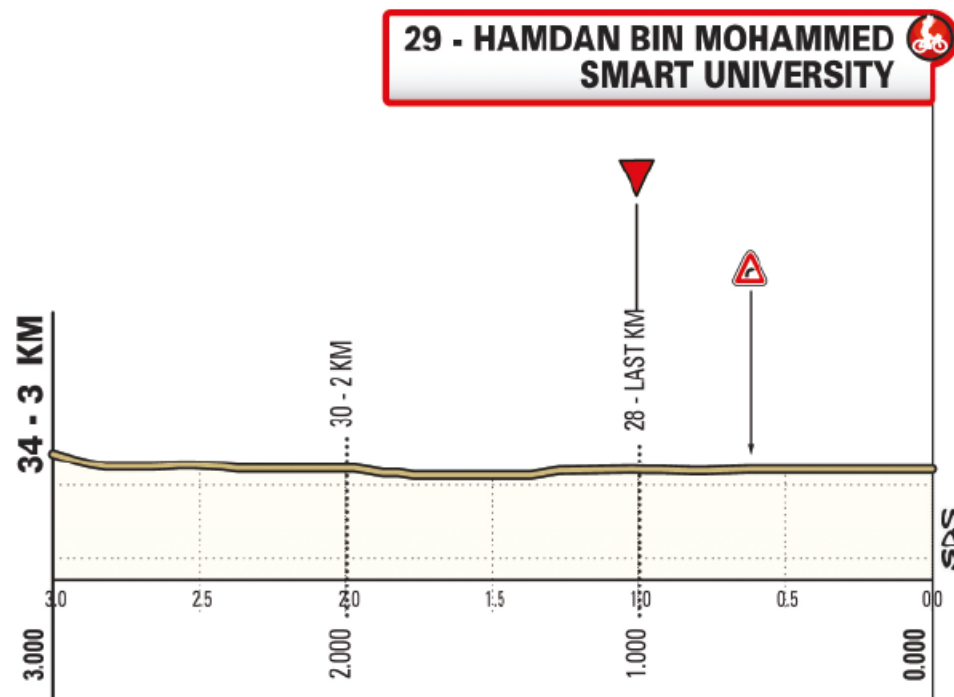 29 - HAMDAN BIN MOHAMMED
SMART UNIVERSITY
34 - 3 KM
30 - 2 KM
28 - LAST KM
SDS
3.0
2.5
2.0
1.5
1.0
0.5
0.0
3.000
2.000
1.000
0.000